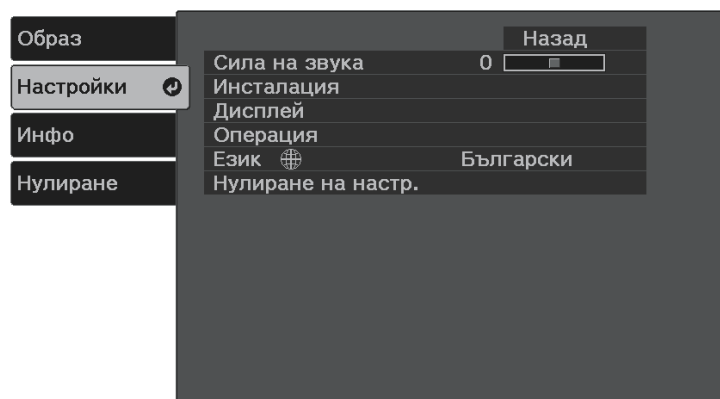 Образ
Настройки
Инфо
Нулиране
Назад
Сила на звука 0
Инсталация
Дисплей
Операция
Език Български
Нулиране на настр.